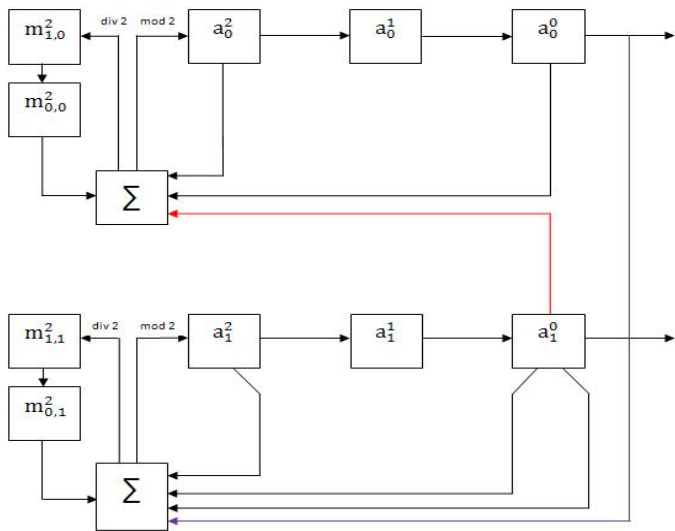 div 2 mod 2
m²₁,₀ a²₀ a¹₀ a⁰₀
m²₀,₀
∑
div 2 mod 2
m²₁,₁ a²₁ a¹₁ a⁰₁
m²₀,₁
∑